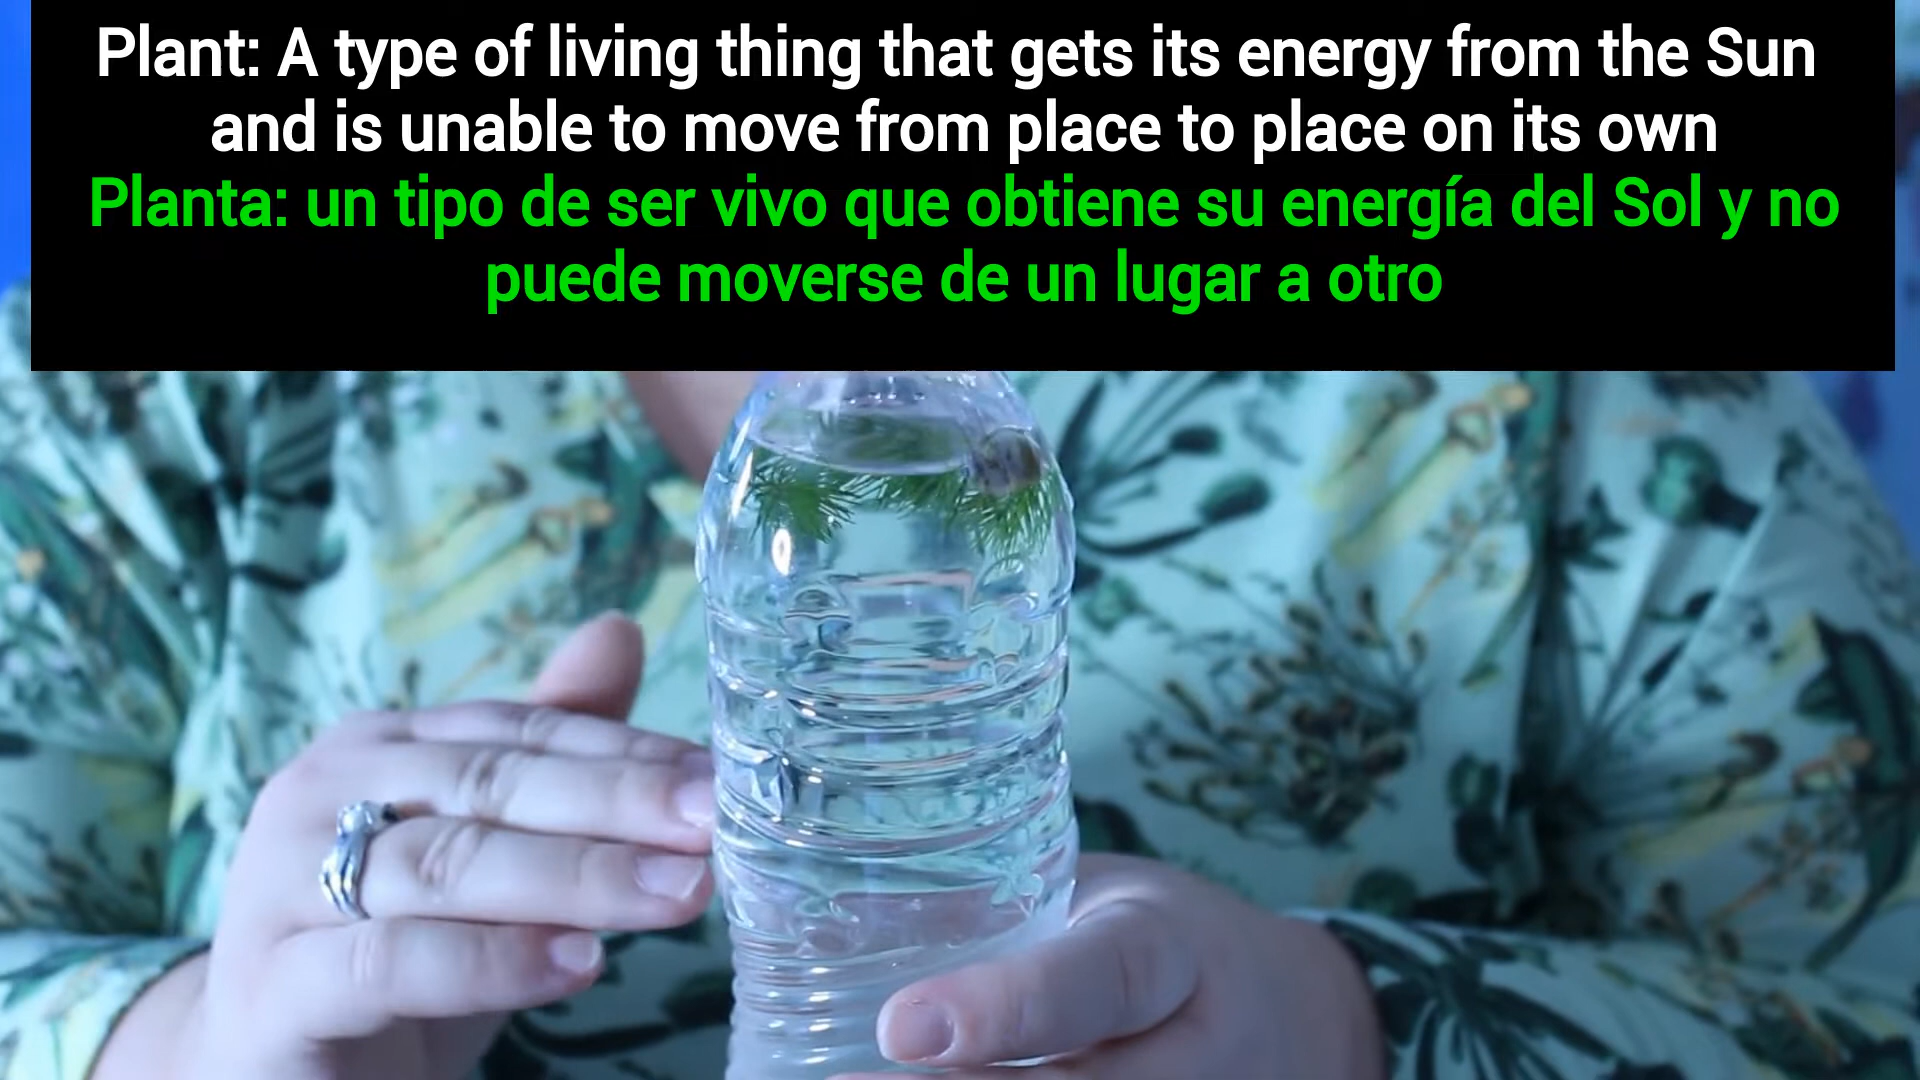 Plant: A type of living thing that gets its energy from the Sun
and is unable to move from place to place on its own
Planta: un tipo de ser vivo que obtiene su energía del Sol y no
puede moverse de un lugar a otro